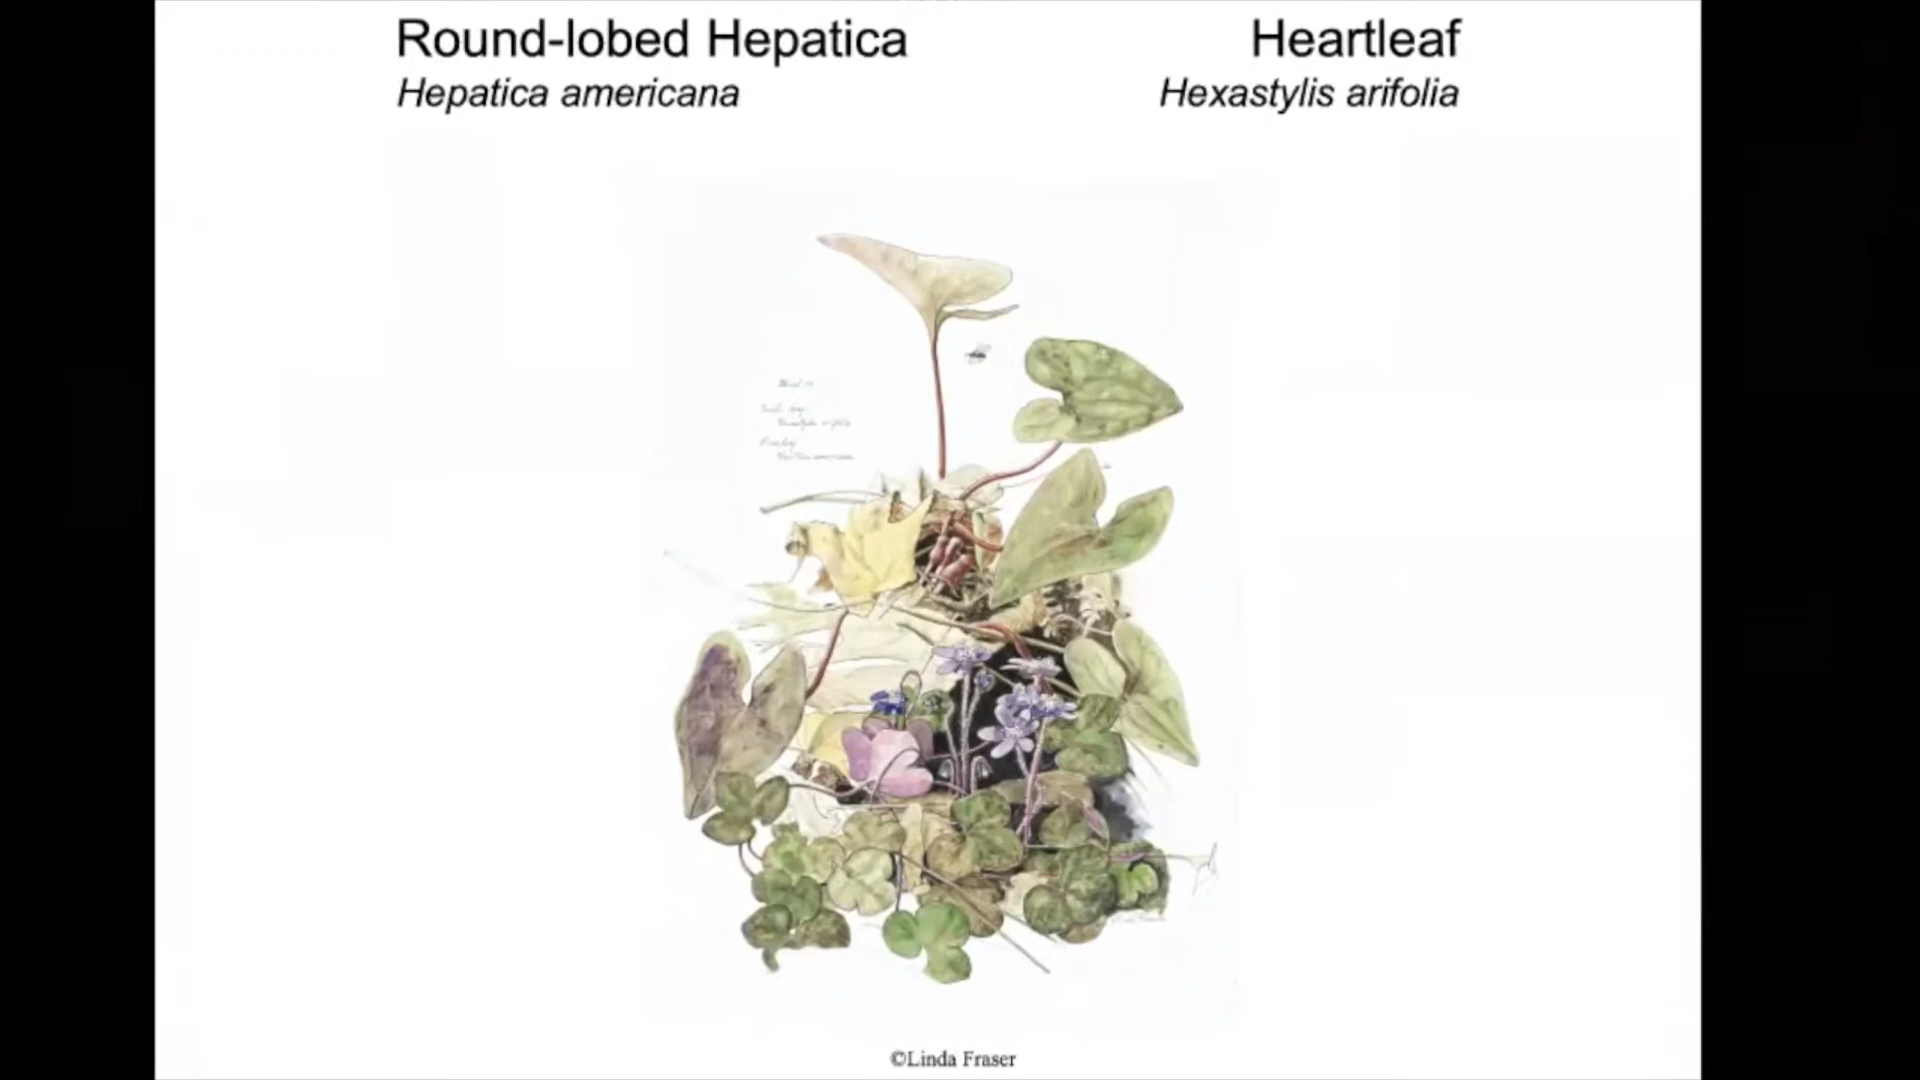 Round-lobed Hepatica
Hepatica americana
Heartleaf
Hexastylis arifolia
©Linda Fraser